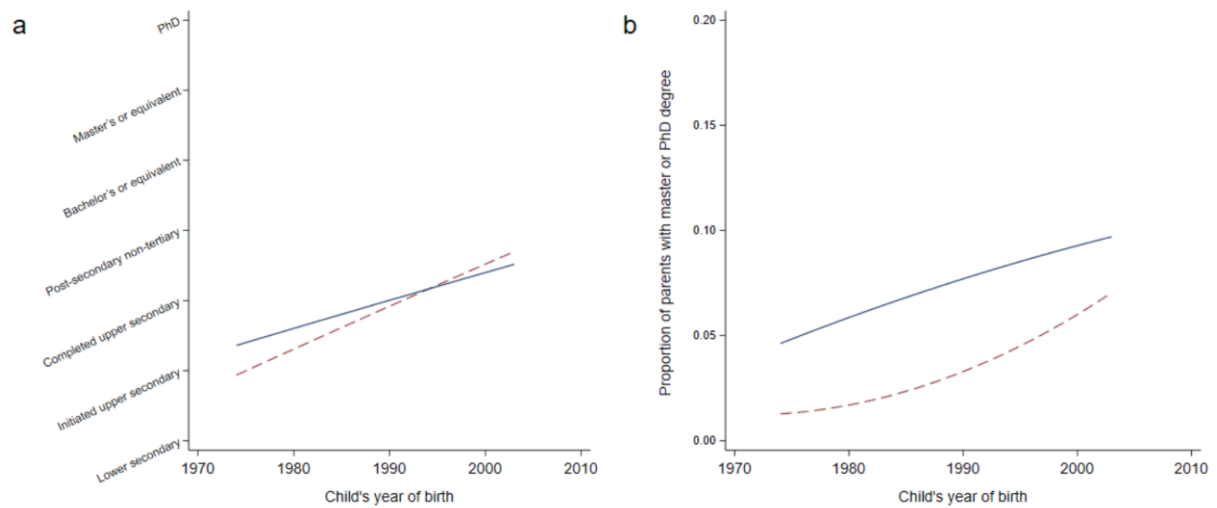 a
PhD
Master's or equivalent
Bachelor's or equivalent
Post-secondary non-tertiary
Completed upper secondary
Initiated upper secondary
Lower secondary
1970 1980 1990 2000 2010
Child's year of birth
b
Proportion of parents with master or PhD degree
0.20
0.15
0.10
0.05
0.00
1970 1980 1990 2000 2010
Child's year of birth